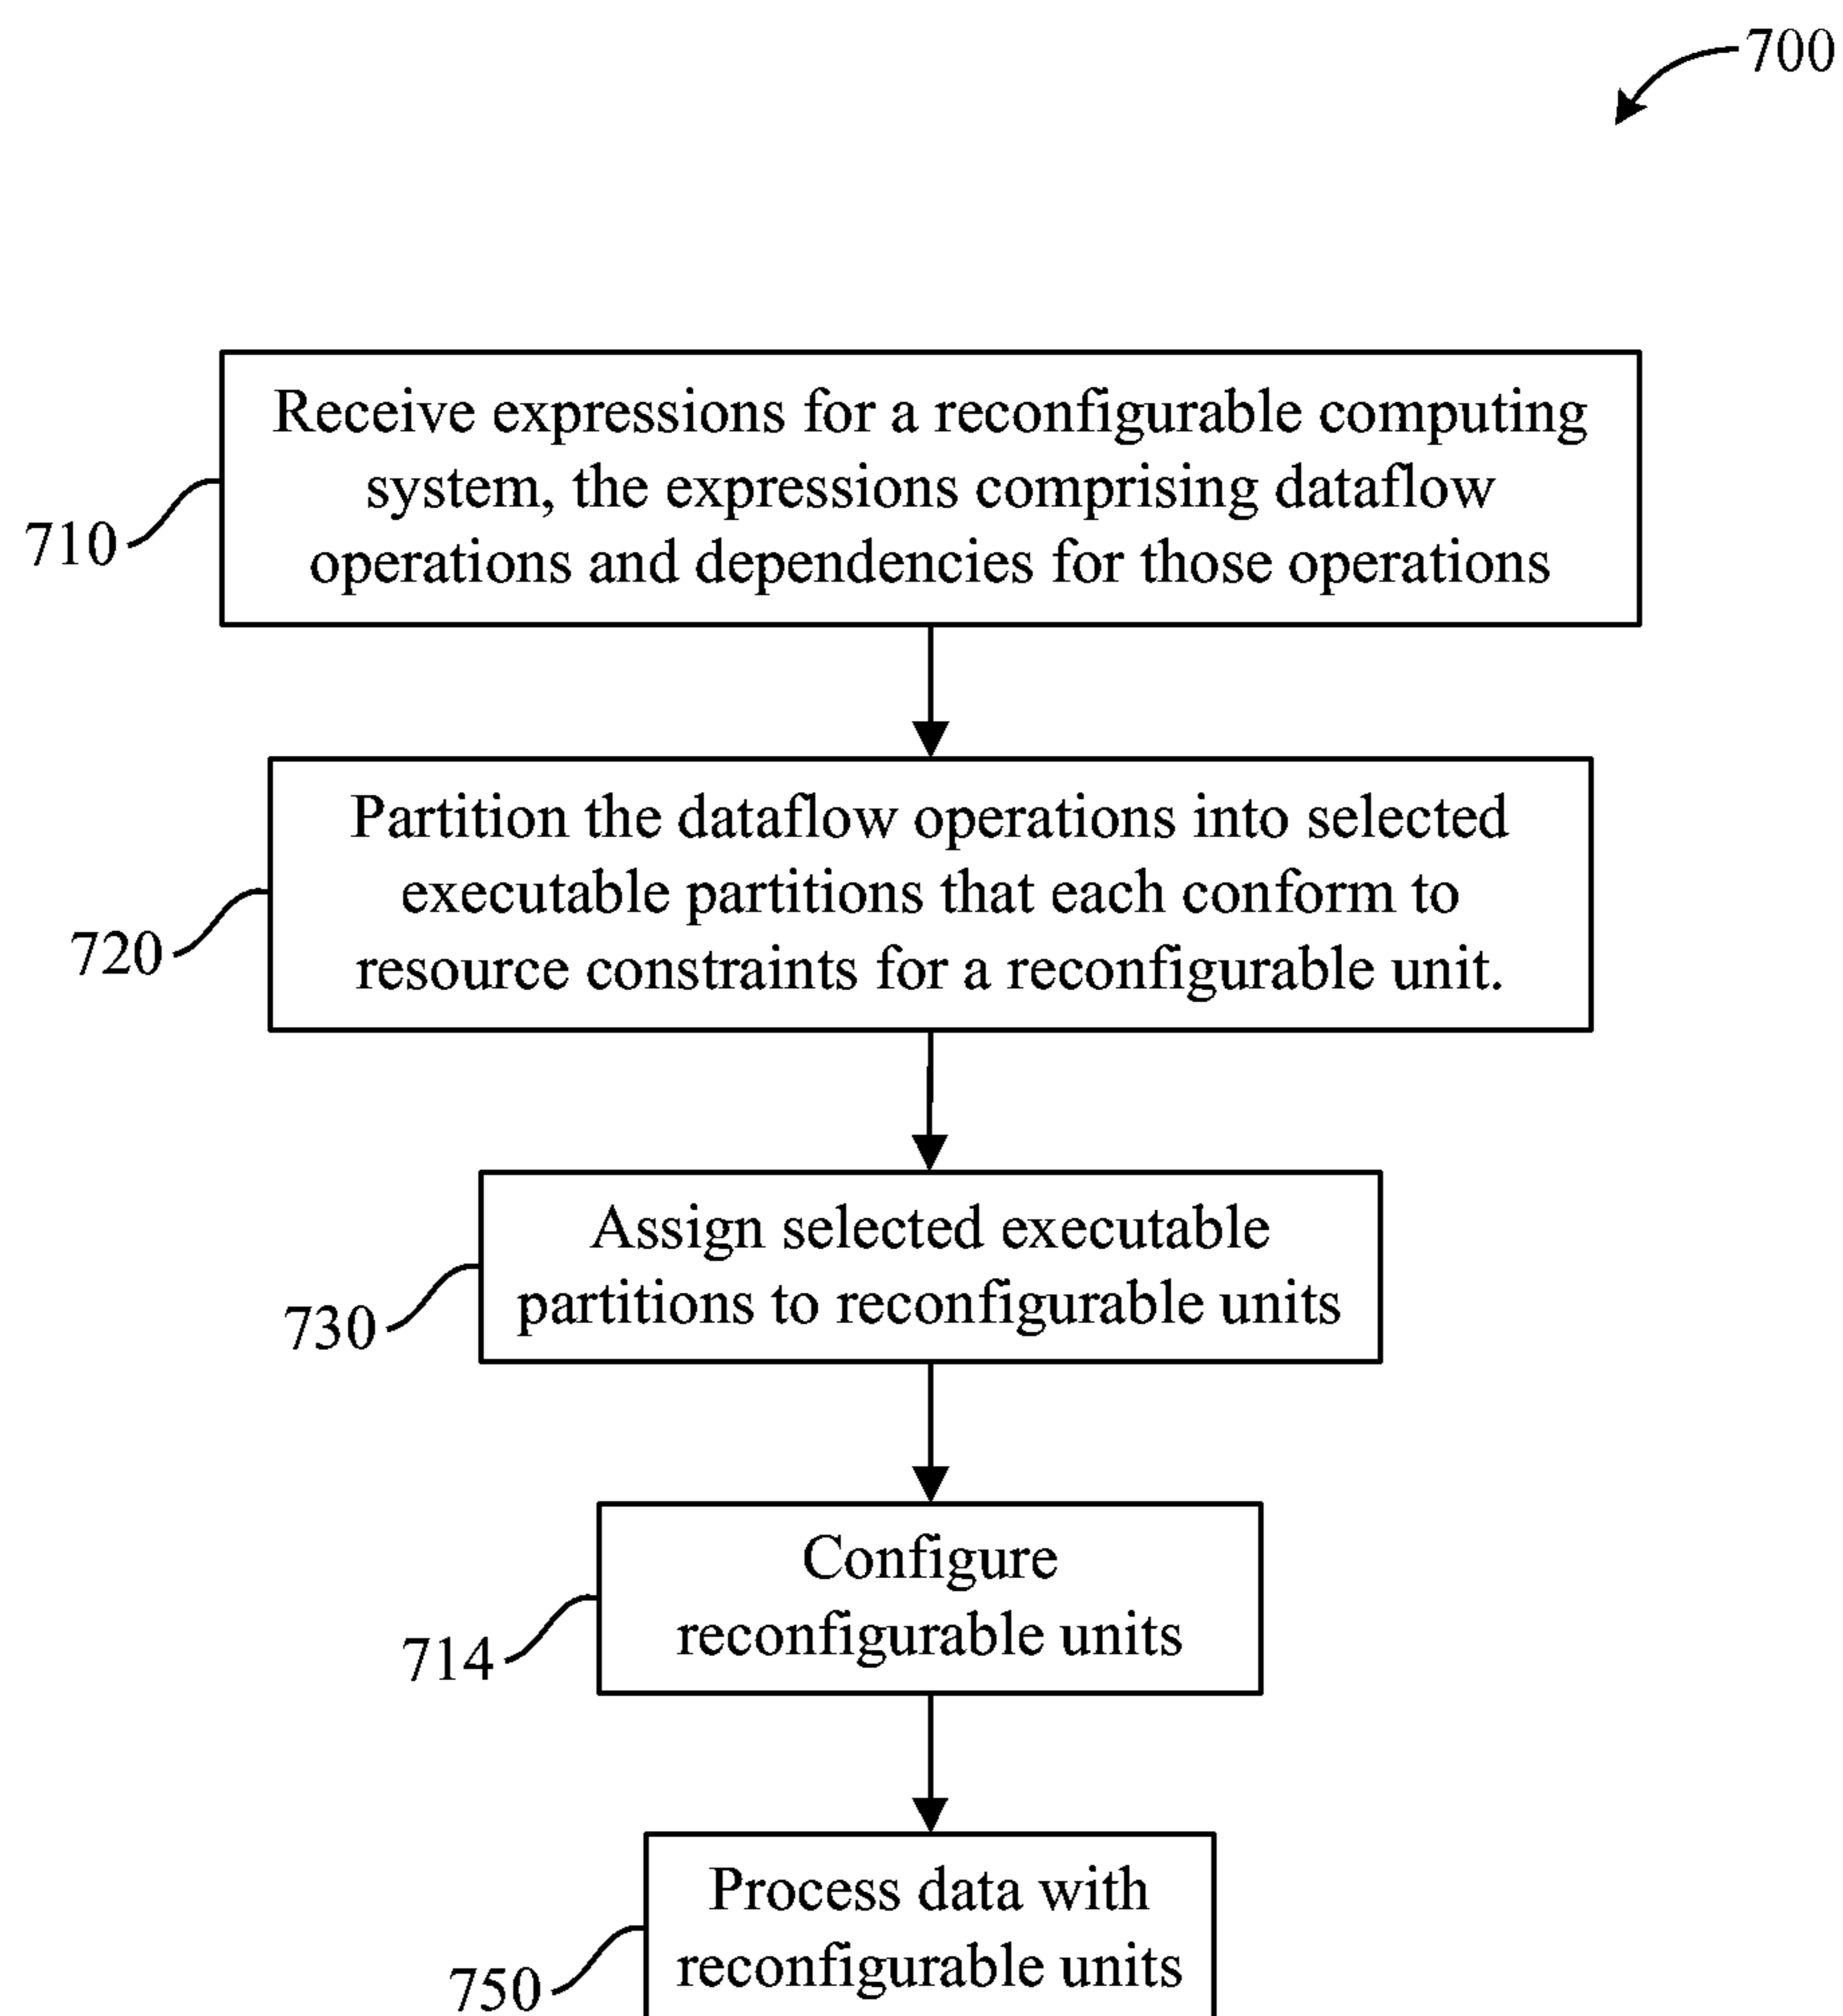 700
Receive expressions for a reconfigurable computing
system, the expressions comprising dataflow
operations and dependencies for those operations
710
Partition the dataflow operations into selected
executable partitions that each conform to
resource constraints for a reconfigurable unit.
720
Assign selected executable
partitions to reconfigurable units
730
Configure
reconfigurable units
714
Process data with
reconfigurable units
750